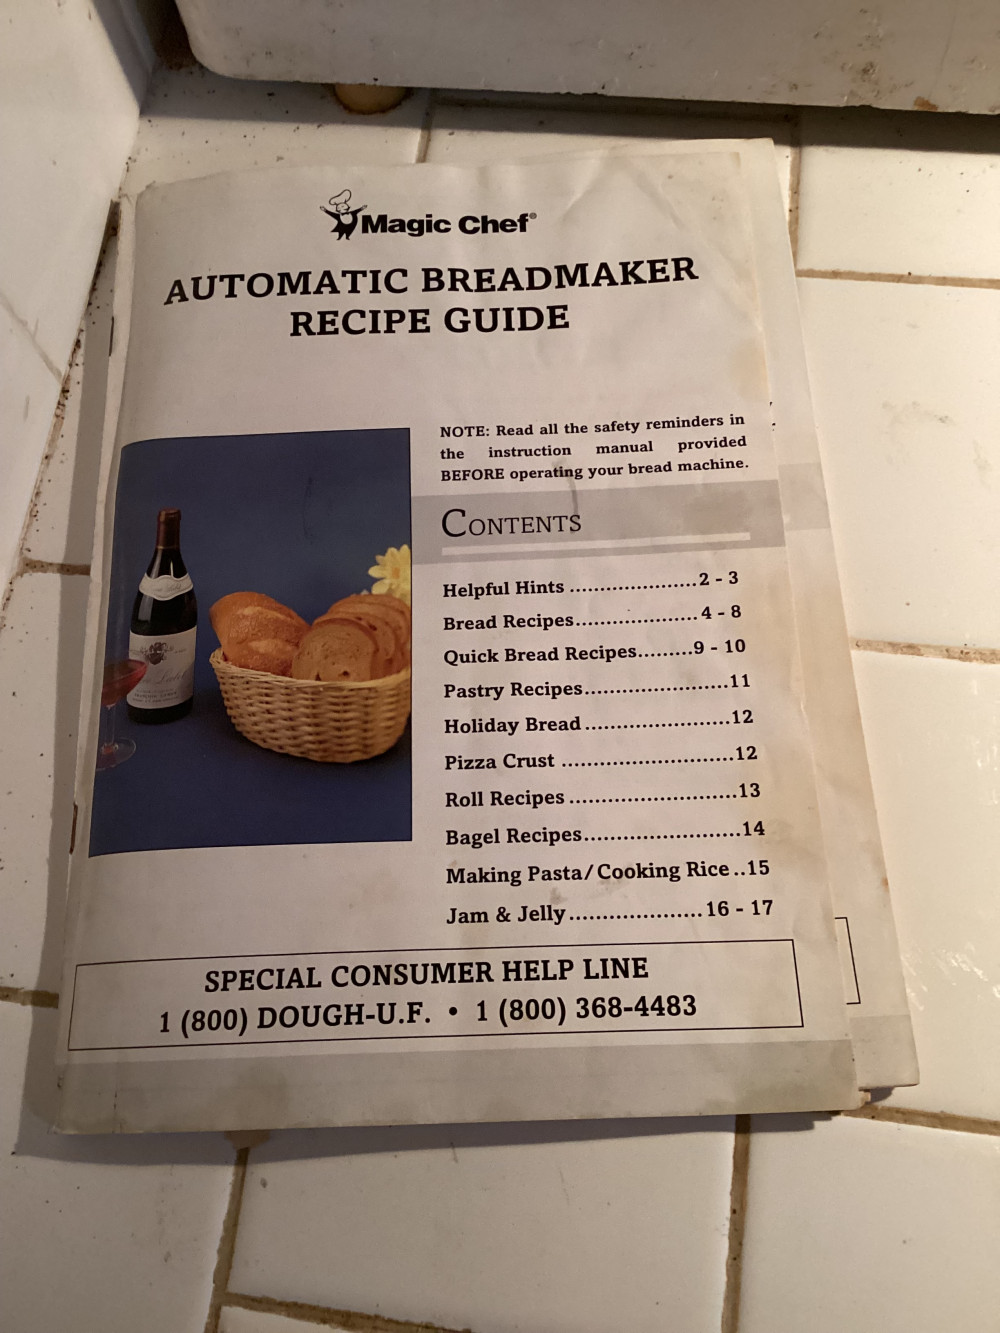 Magic Chef®
AUTOMATIC BREADMAKER
RECIPE GUIDE
NOTE: Read all the safety reminders in
the instruction manual provided
BEFORE operating your bread machine.
CONTENTS
Helpful Hints ......................2 - 3
Bread Recipes.....................4 - 8
Quick Bread Recipes.........9 - 10
Pastry Recipes.........................11
Holiday Bread .........................12
Pizza Crust ..............................12
Roll Recipes .............................13
Bagel Recipes...........................14
Making Pasta/Cooking Rice ..15
Jam & Jelly.......................16 - 17
SPECIAL CONSUMER HELP LINE
1 (800) DOUGH-U.F. • 1 (800) 368-4483